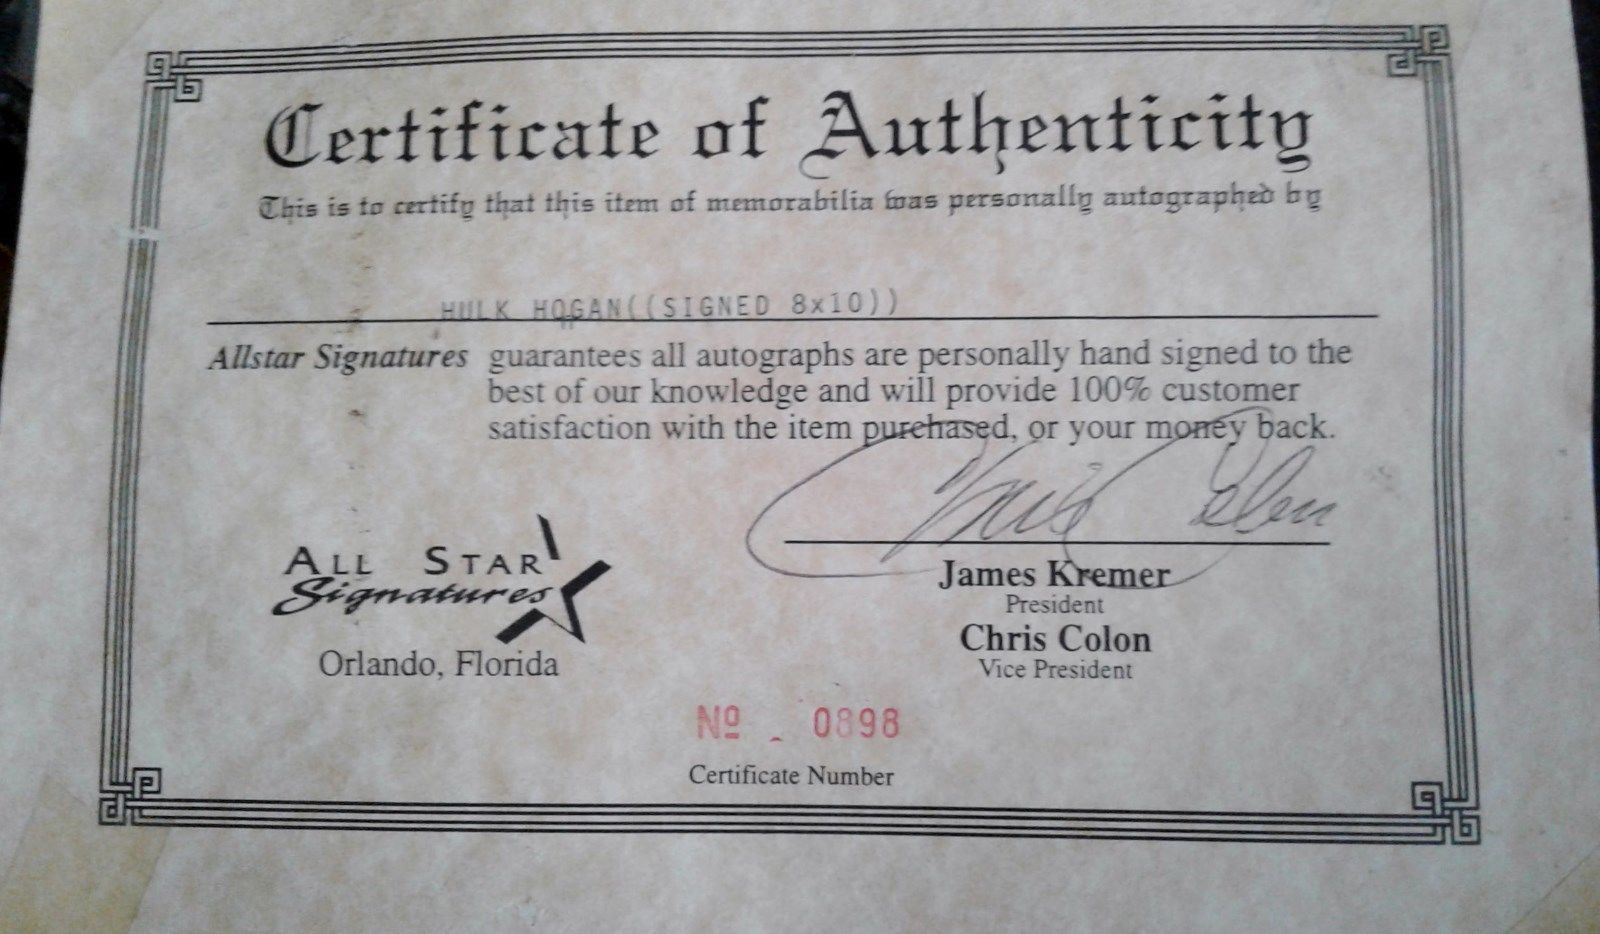 Certificate of Authenticity
This is to certify that this item of memorabilia was personally autographed by
HULK HOGAN((SIGNED 8x10))
Allstar Signatures guarantees all autographs are personally hand signed to the
best of our knowledge and will provide 100% customer
satisfaction with the item purchased, or your money back.
Chris Colon
ALL STAR
Signatures
Orlando, Florida
James Kremer
President
Chris Colon
Vice President
Nº 0898
Certificate Number